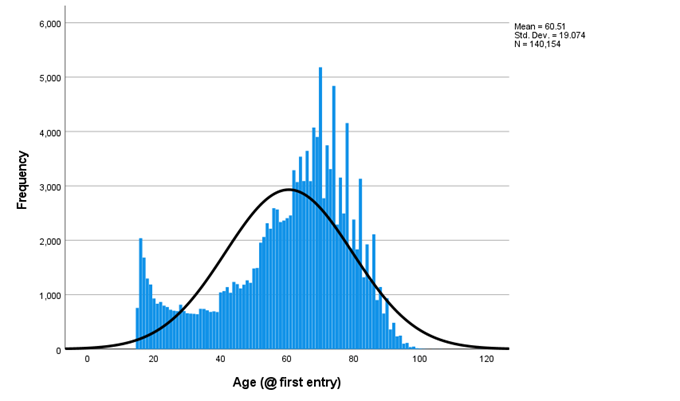 Mean = 60.51
Std. Dev. = 19.074
N = 140,154
6,000
5,000
4,000
3,000
2,000
1,000
0
Frequency
0 20 40 60 80 100 120
Age (@ first entry)